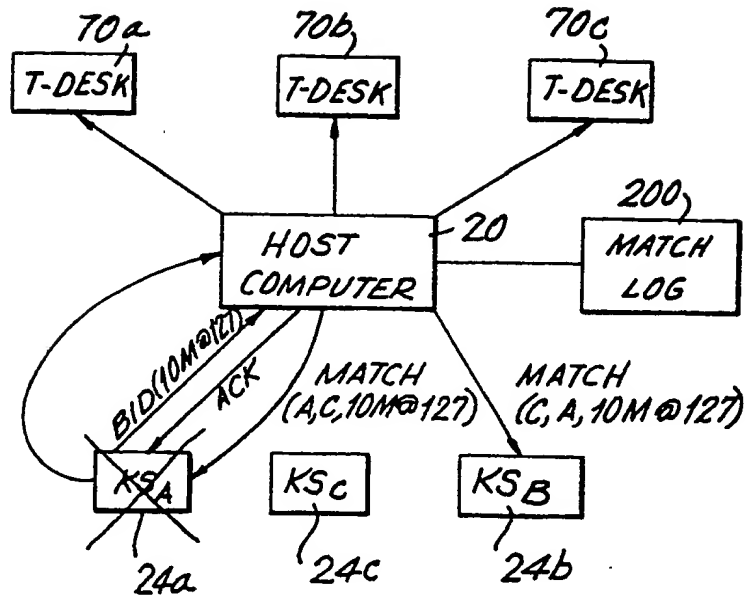 70a
70b
70c
T-DESK
T-DESK
T-DESK
200
20
HOST
COMPUTER
MATCH
LOG
BID(10M@127)
ACK
MATCH
(A,C,10M@127)
MATCH
(C,A,10M@127)
KSA
KSC
KSB
24a
24c
24b